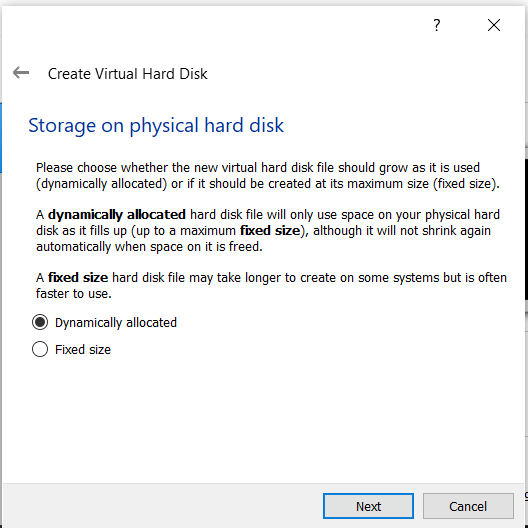 ?
Create Virtual Hard Disk
Storage on physical hard disk
Please choose whether the new virtual hard disk file should grow as it is used
(dynamically allocated) or if it should be created at its maximum size (fixed size).
A dynamically allocated hard disk file will only use space on your physical hard
disk as it fills up (up to a maximum fixed size), although it will not shrink again
automatically when space on it is freed.
A fixed size hard disk file may take longer to create on some systems but is often
faster to use.
Dynamically allocated
Fixed size
Next
Cancel